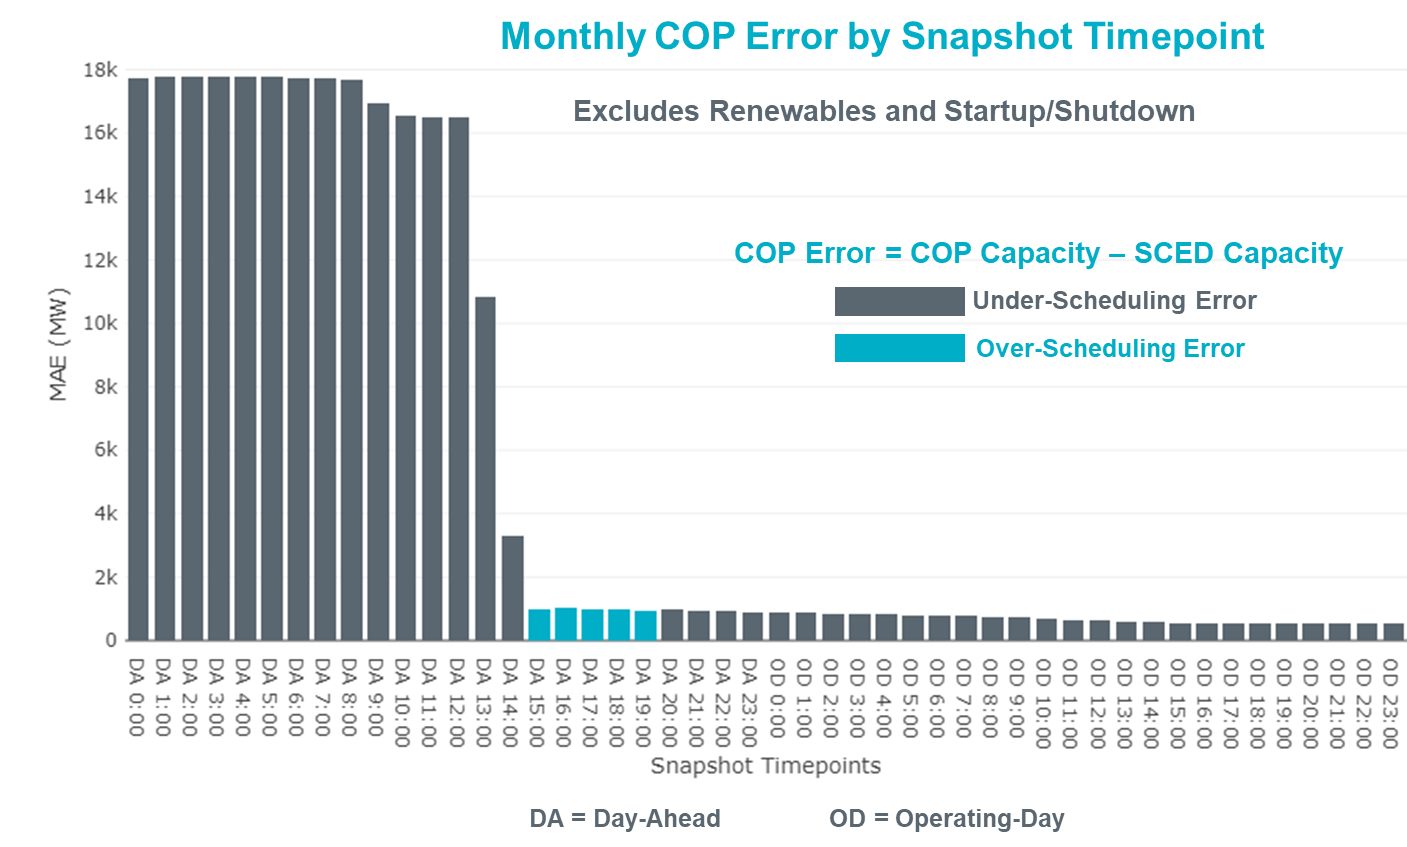 Monthly COP Error by Snapshot Timepoint
Excludes Renewables and Startup/Shutdown
COP Error = COP Capacity – SCED Capacity
Under-Scheduling Error
Over-Scheduling Error
MAE (MW)
18k
16k
14k
12k
10k
8k
6k
4k
2k
0
DA 0:00
DA 1:00
DA 2:00
DA 3:00
DA 4:00
DA 5:00
DA 6:00
DA 7:00
DA 8:00
DA 9:00
DA 10:00
DA 11:00
DA 12:00
DA 13:00
DA 14:00
DA 15:00
DA 16:00
DA 17:00
DA 18:00
DA 19:00
DA 20:00
DA 21:00
DA 22:00
DA 23:00
OD 0:00
OD 1:00
OD 2:00
OD 3:00
OD 4:00
OD 5:00
OD 6:00
OD 7:00
OD 8:00
OD 9:00
OD 10:00
OD 11:00
OD 12:00
OD 13:00
OD 14:00
OD 15:00
OD 16:00
OD 17:00
OD 18:00
OD 19:00
OD 20:00
OD 21:00
OD 22:00
OD 23:00
Snapshot Timepoints
DA = Day-Ahead
OD = Operating-Day